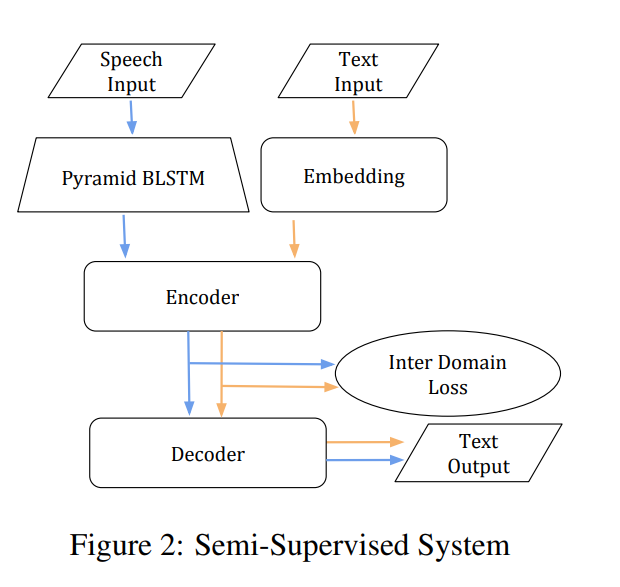 Speech
Input
Text
Input
Pyramid BLSTM
Embedding
Encoder
Inter Domain
Loss
Decoder
Text
Output
Figure 2: Semi-Supervised System